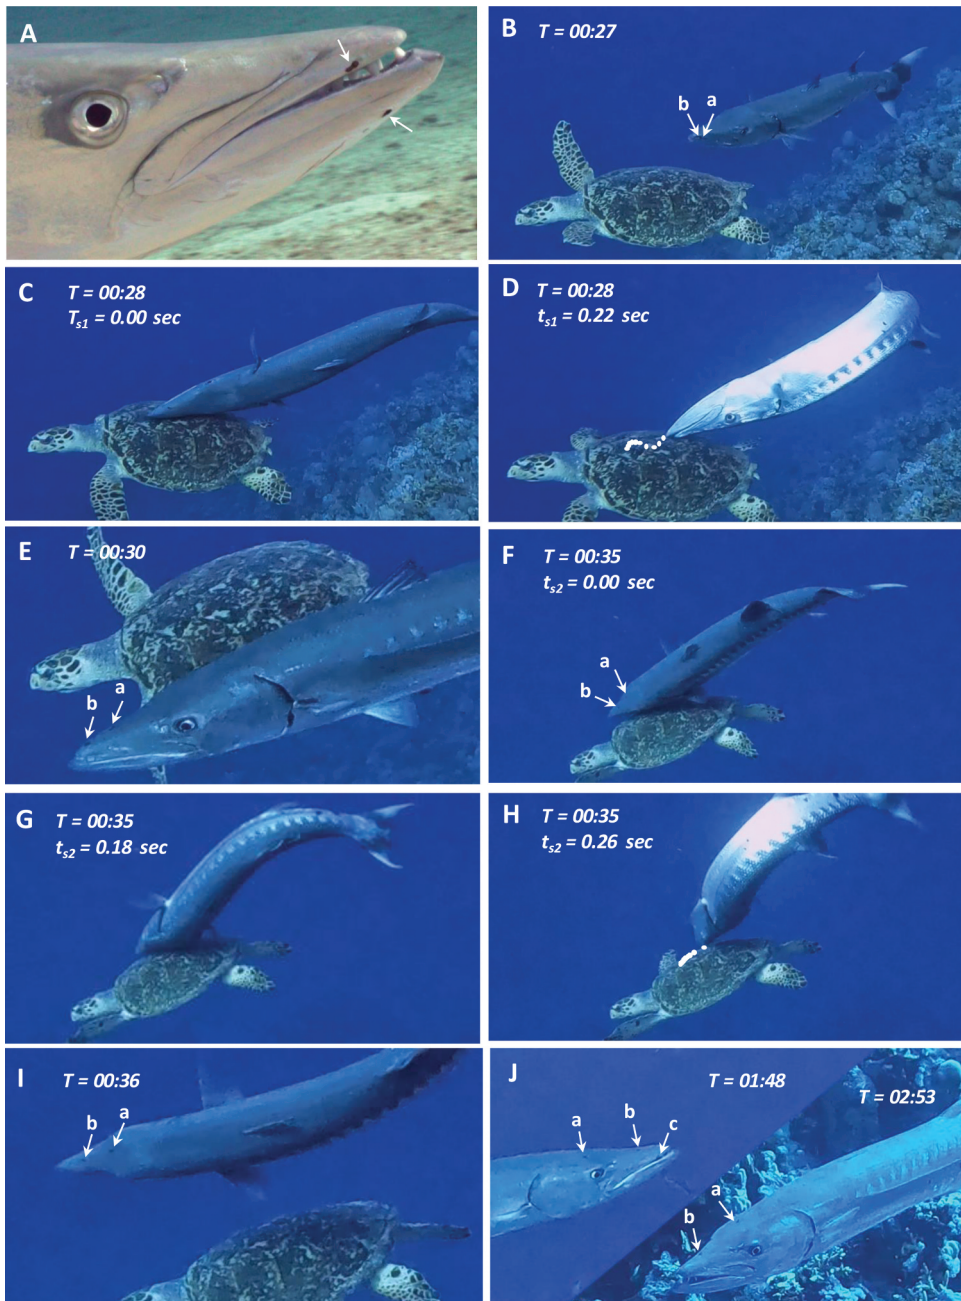 A
B
T = 00:27
b
a
C
T = 00:28
Ts1 = 0.00 sec
D
T = 00:28
ts1 = 0.22 sec
E
T = 00:30
a
b
F
T = 00:35
ts2 = 0.00 sec
a
b
G
T = 00:35
ts2 = 0.18 sec
H
T = 00:35
ts2 = 0.26 sec
I
T = 00:36
b
a
J
T = 01:48
T = 02:53
a
b
c
a
b